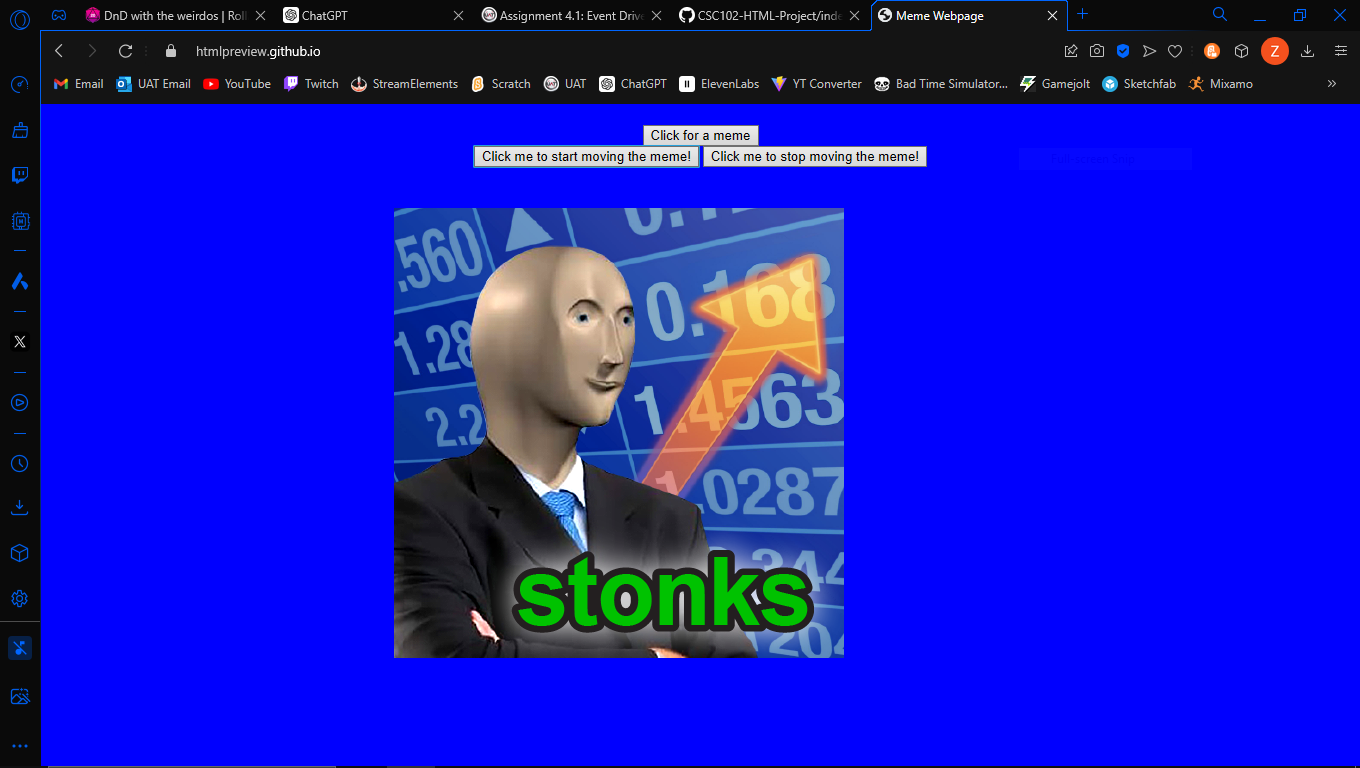 DnD with the weirdos | Roll
ChatGPT
Assignment 4.1: Event Drive
CSC102-HTML-Project/inde
Meme Webpage
htmlpreview.github.io
Z
Email
UAT Email
YouTube
Twitch
StreamElements
Scratch
UAT
ChatGPT
ElevenLabs
YT Converter
Bad Time Simulator...
Gamejolt
Sketchfab
Mixamo
Click for a meme
Click me to start moving the meme!
Click me to stop moving the meme!
.560
0.168
1.28
1.4563
2.2
1.0287
.344
1204
stonks